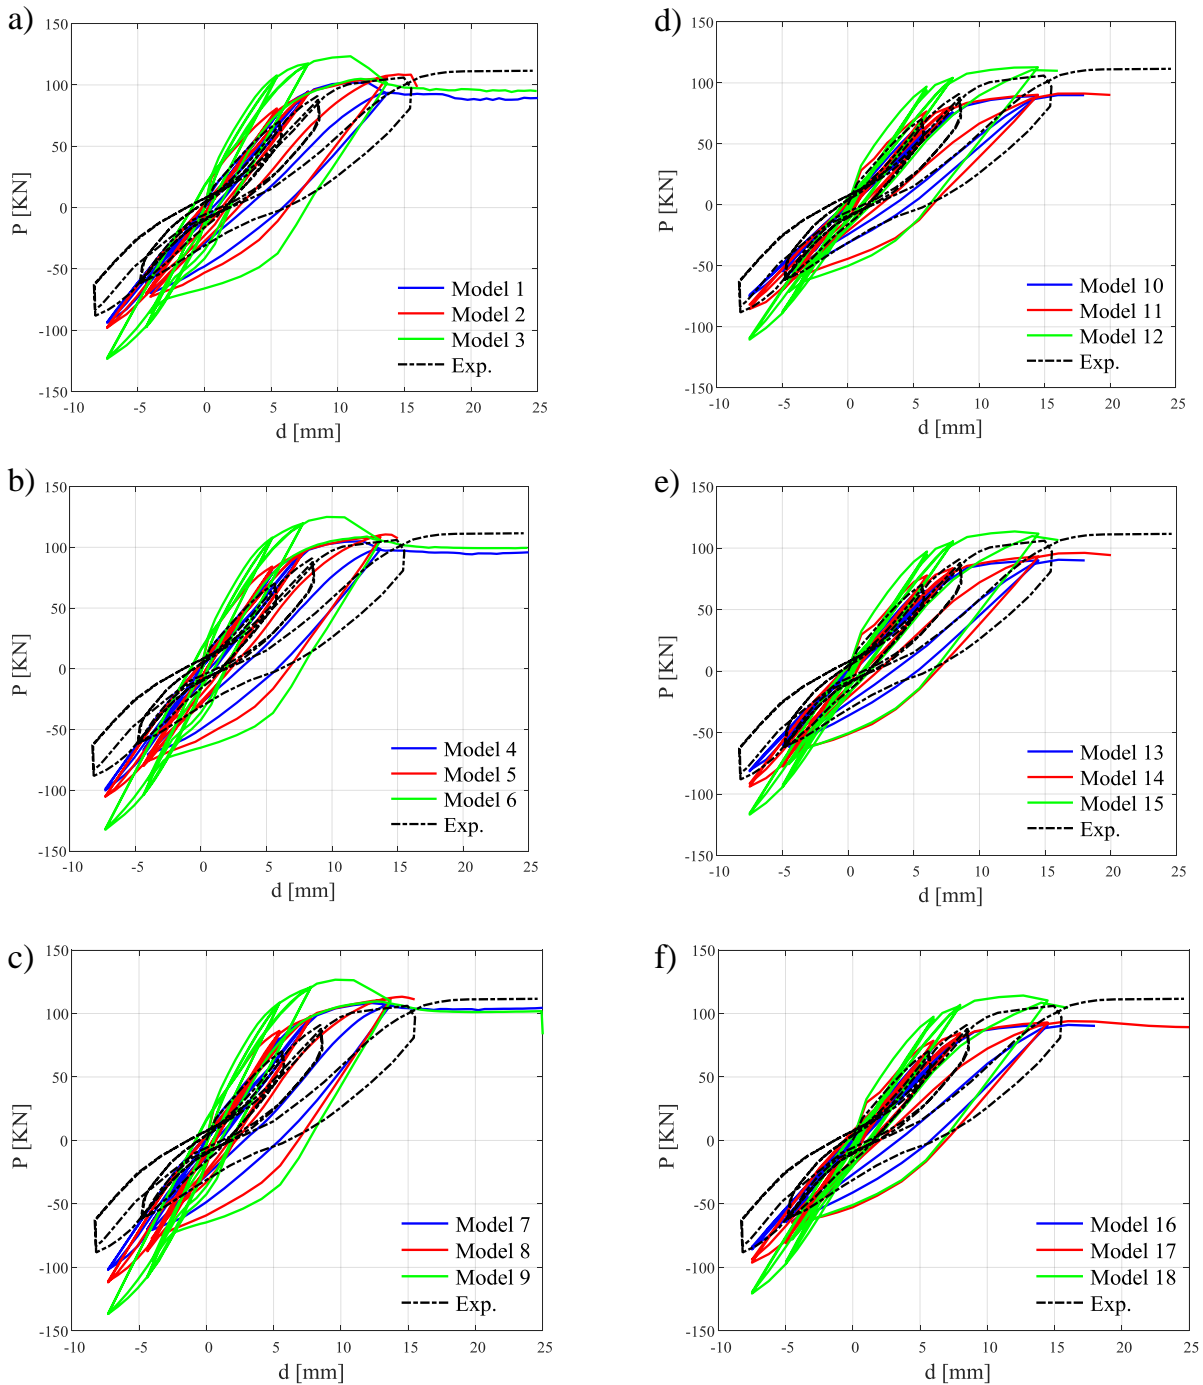 a)
150
100
50
0
-50
-100
-150
P [KN]
Model 1
Model 2
Model 3
Exp.
-10 -5 0 5 10 15 20 25
d [mm]
d)
150
100
50
0
-50
-100
-150
P [KN]
Model 10
Model 11
Model 12
Exp.
-10 -5 0 5 10 15 20 25
d [mm]
b)
150
100
50
0
-50
-100
-150
P [KN]
Model 4
Model 5
Model 6
Exp.
-10 -5 0 5 10 15 20 25
d [mm]
e)
150
100
50
0
-50
-100
-150
P [KN]
Model 13
Model 14
Model 15
Exp.
-10 -5 0 5 10 15 20 25
d [mm]
c)
150
100
50
0
-50
-100
-150
P [KN]
Model 7
Model 8
Model 9
Exp.
-10 -5 0 5 10 15 20 25
d [mm]
f)
150
100
50
0
-50
-100
-150
P [KN]
Model 16
Model 17
Model 18
Exp.
-10 -5 0 5 10 15 20 25
d [mm]